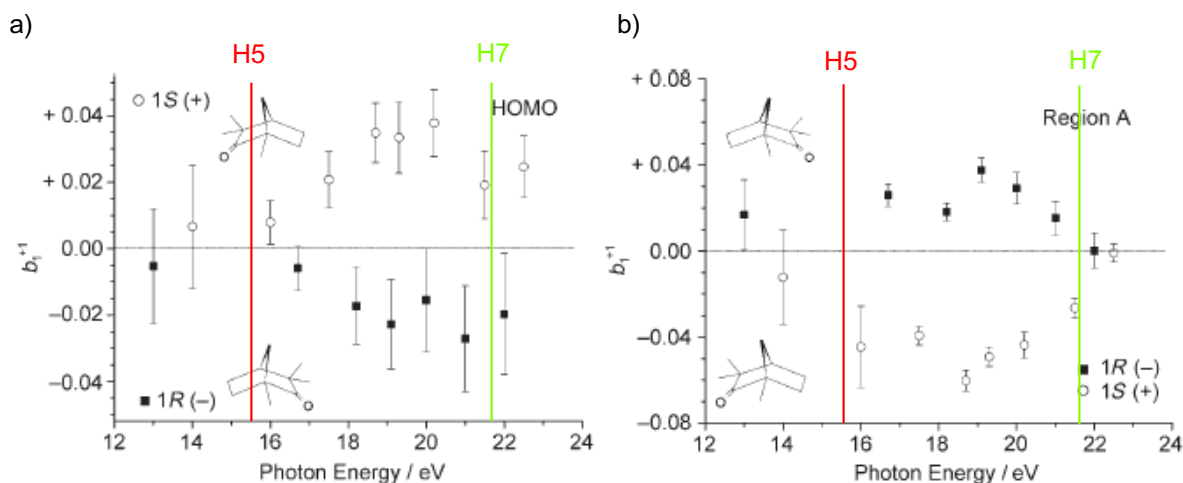 a)
H5
H7
1S (+)
HOMO
+ 0.04
+ 0.02
0.00
−0.02
−0.04
b₁⁺¹
O
O
1R (−)
12 14 16 18 20 22 24
Photon Energy / eV
b)
H5
H7
+ 0.08
Region A
+ 0.04
0.00
−0.04
−0.08
b₁⁺¹
O
O
1R (−)
1S (+)
12 14 16 18 20 22 24
Photon Energy / eV